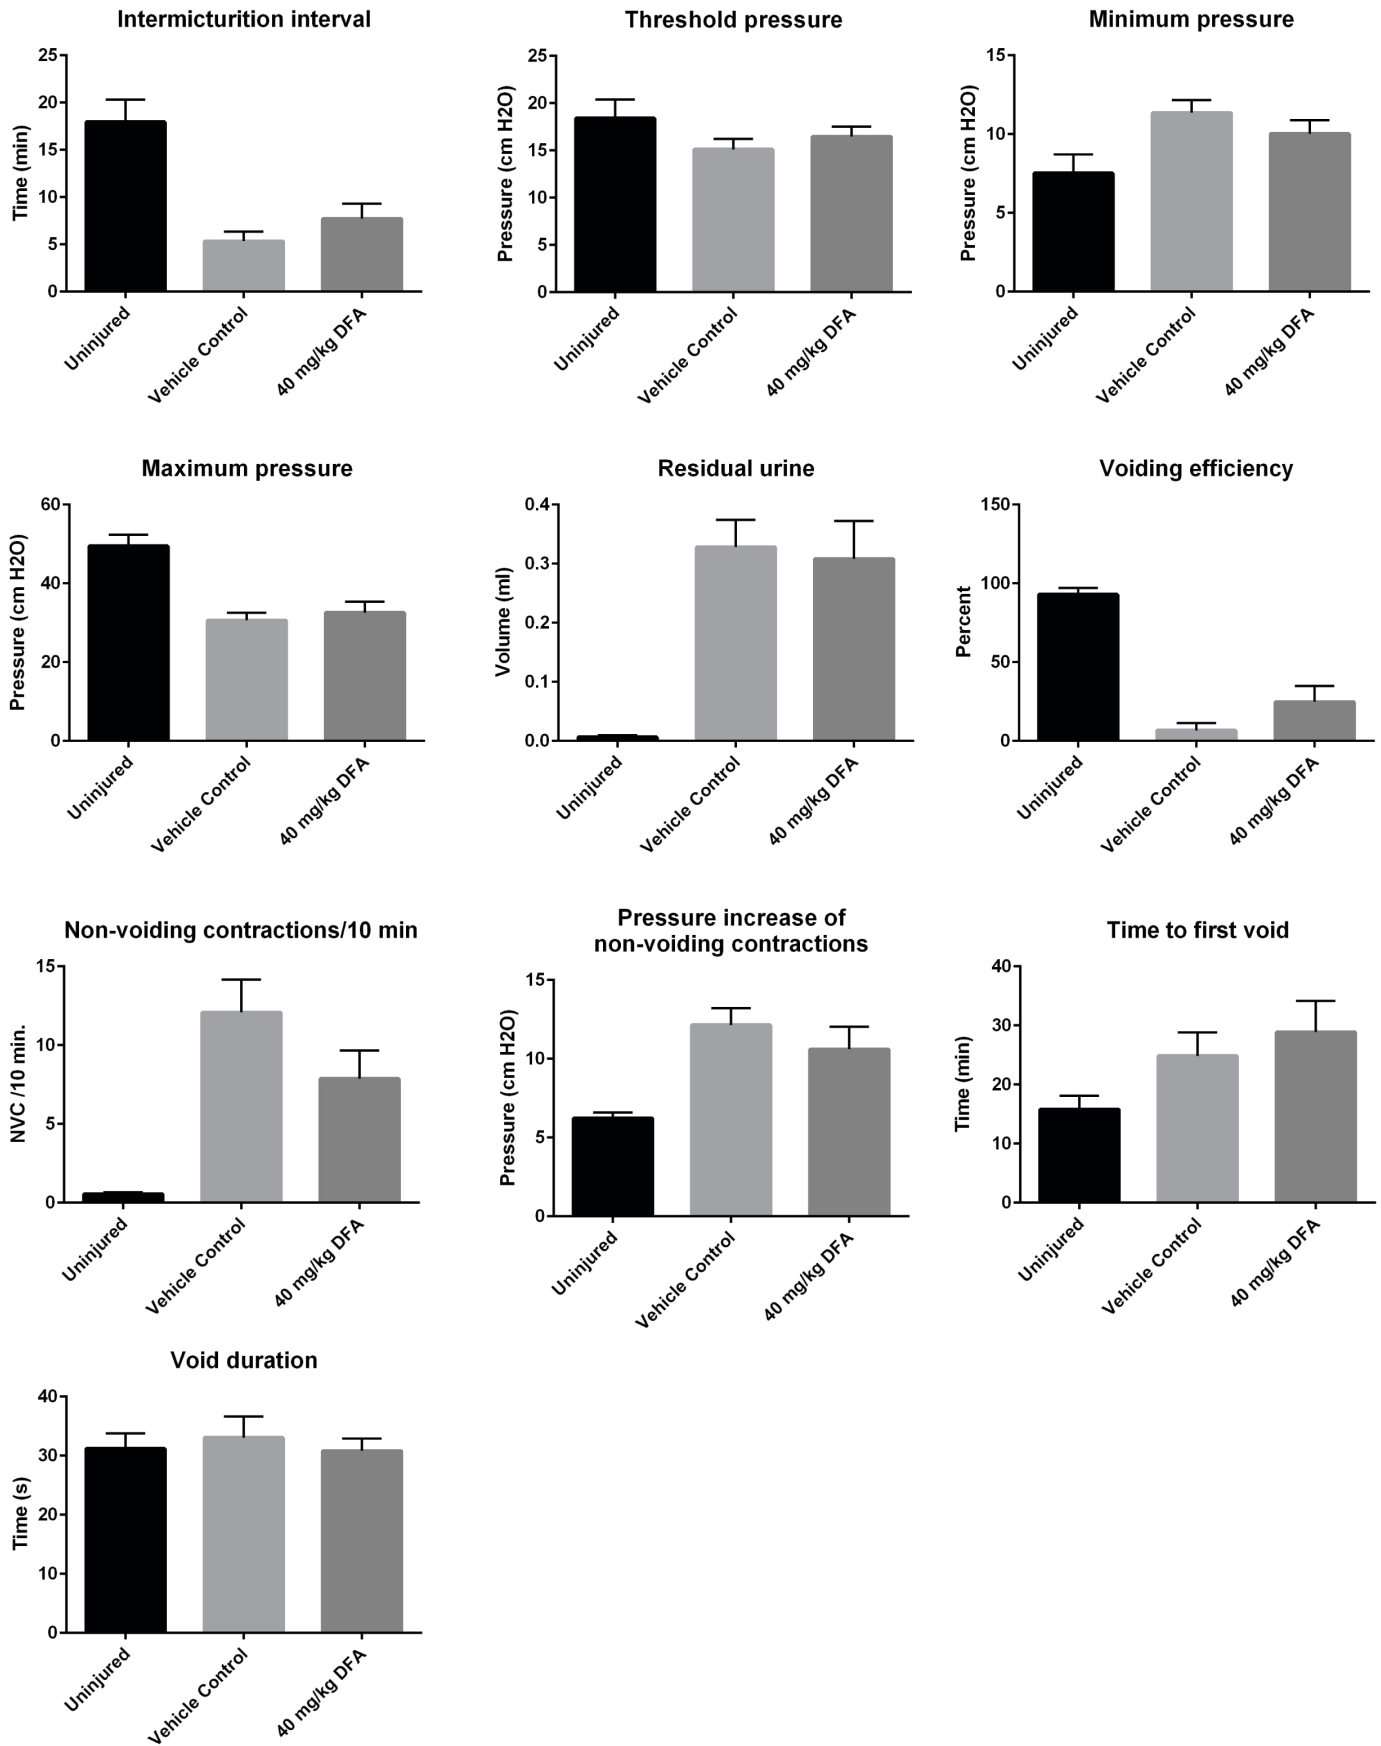 Intermicturition interval
25
20
15
10
5
0
Time (min)
Uninjured
Vehicle Control
40 mg/kg DFA
Threshold pressure
25
20
15
10
5
0
Pressure (cm H2O)
Uninjured
Vehicle Control
40 mg/kg DFA
Minimum pressure
15
10
5
0
Pressure (cm H2O)
Uninjured
Vehicle Control
40 mg/kg DFA
Maximum pressure
60
40
20
0
Pressure (cm H2O)
Uninjured
Vehicle Control
40 mg/kg DFA
Residual urine
0.4
0.3
0.2
0.1
0.0
Volume (ml)
Uninjured
Vehicle Control
40 mg/kg DFA
Voiding efficiency
150
100
50
0
Percent
Uninjured
Vehicle Control
40 mg/kg DFA
Non-voiding contractions/10 min
15
10
5
0
NVC /10 min.
Uninjured
Vehicle Control
40 mg/kg DFA
Pressure increase of
non-voiding contractions
15
10
5
0
Pressure (cm H2O)
Uninjured
Vehicle Control
40 mg/kg DFA
Time to first void
40
30
20
10
0
Time (min)
Uninjured
Vehicle Control
40 mg/kg DFA
Void duration
40
30
20
10
0
Time (s)
Uninjured
Vehicle Control
40 mg/kg DFA